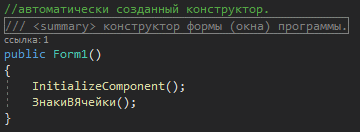 //автоматически созданный конструктор.
/// <summary> конструктор формы (окна) программы.
ссылка: 1
public Form1()
{
InitializeComponent();
ЗнакиВЯчейки();
}